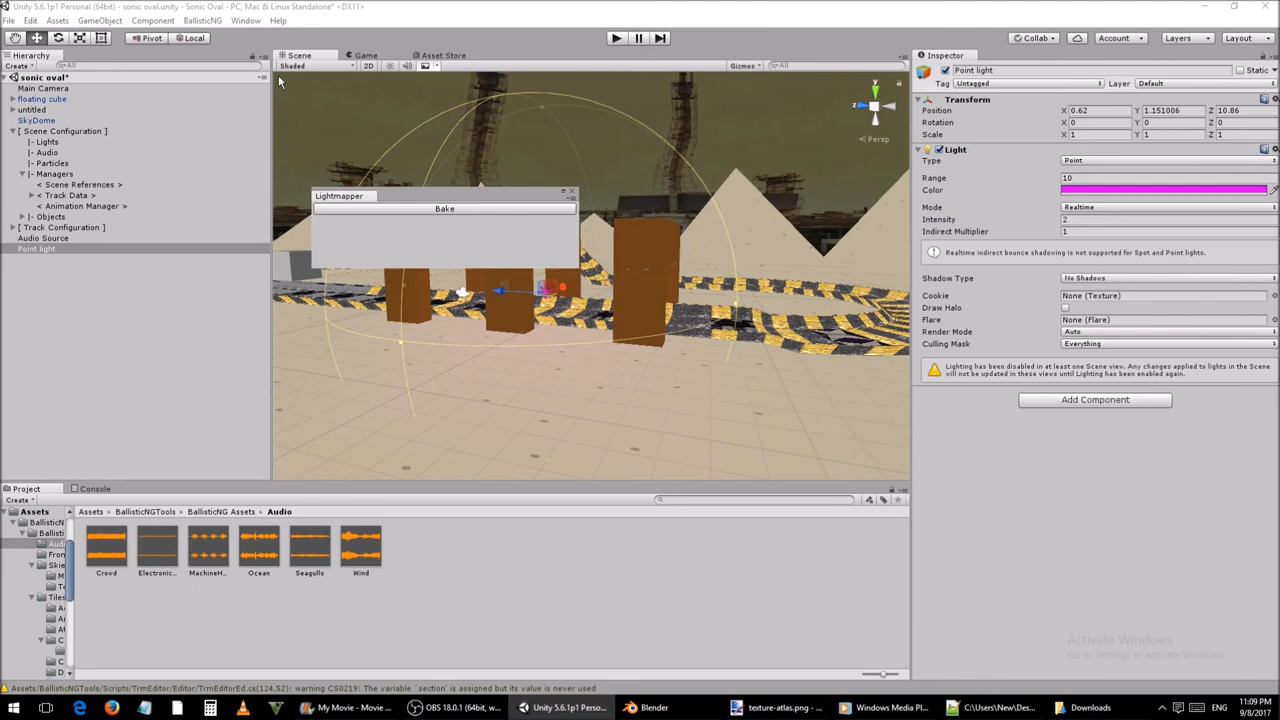 Unity 5.6.1p1 Personal (64bit) - sonic oval.unity - Sonic Oval - PC, Mac & Linux Standalone* <DX11>
File Edit Assets GameObject Component BallisticNG Window Help
Pivot Local Collab Account Layers Layout
Hierarchy
Create All
sonic oval*
Main Camera
floating cube
untitled
SkyDome
[ Scene Configuration ]
|- Lights
|- Audio
|- Particles
|- Managers
< Scene References >
< Track Data >
< Animation Manager >
|- Objects
[ Track Configuration ]
Audio Source
Point light
Scene Game Asset Store
Shaded 2D Gizmos All
y
z
Persp
Lightmapper
Bake
Inspector
Point light Static
Tag Untagged Layer Default
Transform
Position X 0.62 Y 1.151006 Z 10.86
Rotation X 0 Y 0 Z 0
Scale X 1 Y 1 Z 1
Light
Type Point
Range 10
Color
Mode Realtime
Intensity 2
Indirect Multiplier 1
Realtime indirect bounce shadowing is not supported for Spot and Point lights.
Shadow Type No Shadows
Cookie None (Texture)
Draw Halo
Flare None (Flare)
Render Mode Auto
Culling Mask Everything
Lighting has been disabled in at least one Scene view. Any changes applied to lights in the Scene
will not be updated in these views until Lighting has been enabled again.
Add Component
Project Console
Create
Assets
BallisticN
Ballisti
Audi
Fron
Skie
M
T
Tiles
A
A
A
C
C
D
Assets BallisticNGTools BallisticNG Assets Audio
Crowd Electronic... MachineH... Ocean Seagulls Wind
Activate Windows
Go to Settings to activate Windows.
Assets/BallisticNGTools/Scripts/TrmEditor/Editor/TrmEditorEd.cs(124,52): warning CS0219: The variable `section' is assigned but its value is never used
My Movie - Movie ... OBS 18.0.1 (64bit, w... Unity 5.6.1p1 Perso... Blender texture-atlas.png - ... Windows Media Pl... C:\Users\New\Des... Downloads
11:09 PM
9/8/2017